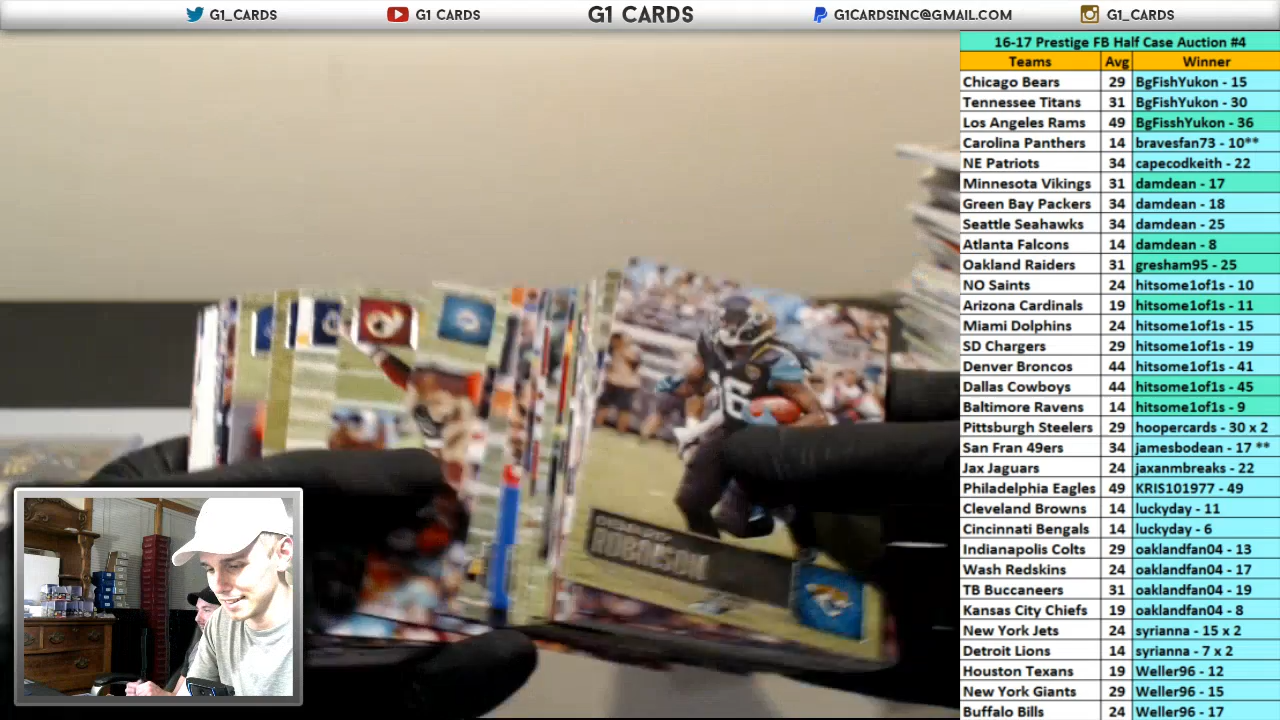 G1_CARDS G1 CARDS G1 CARDS G1CARDSINC@GMAIL.COM G1_CARDS
16-17 Prestige FB Half Case Auction #4
Teams Avg Winner
Chicago Bears 29 BgFishYukon - 15
Tennessee Titans 31 BgFishYukon - 30
Los Angeles Rams 49 BgFisshYukon - 36
Carolina Panthers 14 bravesfan73 - 10**
NE Patriots 34 capecodkeith - 22
Minnesota Vikings 31 damdean - 17
Green Bay Packers 34 damdean - 18
Seattle Seahawks 34 damdean - 25
Atlanta Falcons 14 damdean - 8
Oakland Raiders 31 gresham95 - 25
NO Saints 24 hitsome1of1s - 10
Arizona Cardinals 19 hitsome1of1s - 11
Miami Dolphins 24 hitsome1of1s - 15
SD Chargers 29 hitsome1of1s - 19
Denver Broncos 44 hitsome1of1s - 41
Dallas Cowboys 44 hitsome1of1s - 45
Baltimore Ravens 14 hitsome1of1s - 9
Pittsburgh Steelers 29 hoopercards - 30 x 2
San Fran 49ers 34 jamesbodean - 17 **
Jax Jaguars 24 jaxanmbreaks - 22
Philadelphia Eagles 49 KRIS101977 - 49
Cleveland Browns 14 luckyday - 11
Cincinnati Bengals 14 luckyday - 6
Indianapolis Colts 29 oaklandfan04 - 13
Wash Redskins 24 oaklandfan04 - 17
TB Buccaneers 31 oaklandfan04 - 19
Kansas City Chiefs 19 oaklandfan04 - 8
New York Jets 24 syrianna - 15 x 2
Detroit Lions 14 syrianna - 7 x 2
Houston Texans 19 Weller96 - 12
New York Giants 29 Weller96 - 15
Buffalo Bills 24 Weller96 - 17
ROBINSON